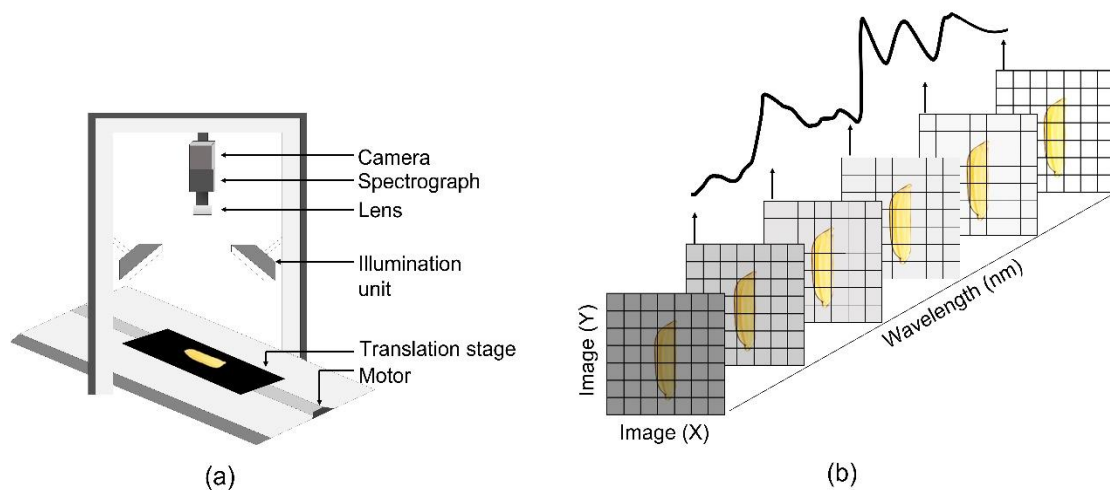 Camera
Spectrograph
Lens
Illumination
unit
Translation stage
Motor
(a)
Image (Y)
Image (X)
Wavelength (nm)
(b)